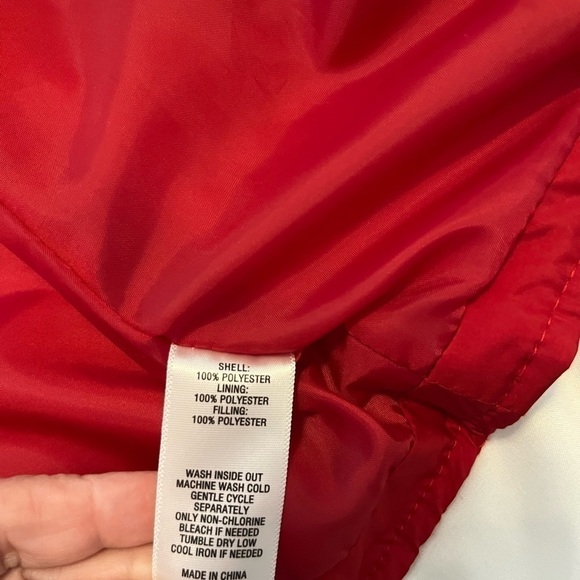 SHELL:
100% POLYESTER
LINING:
100% POLYESTER
FILLING:
100% POLYESTER
WASH INSIDE OUT
MACHINE WASH COLD
GENTLE CYCLE
SEPARATELY
ONLY NON-CHLORINE
BLEACH IF NEEDED
TUMBLE DRY LOW
COOL IRON IF NEEDED
MADE IN CHINA